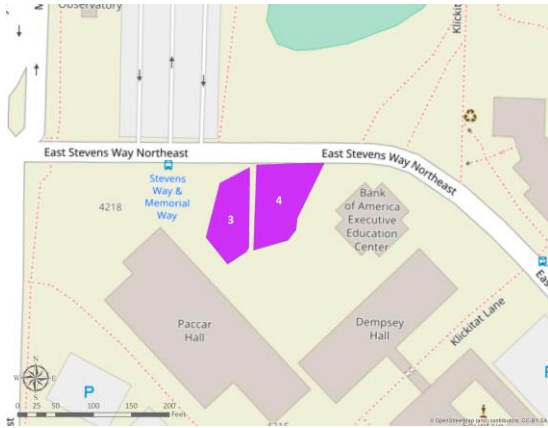 Observatory
M
Klickit
East Stevens Way Northeast
East Stevens Way Northeast
Stevens
Way &
Memorial
Way
4218
3
4
Bank
of America
Executive
Education
Center
Eas
Paccar
Hall
Dempsey
Hall
Klickitat Lane
N
W
E
S
P
0 25 50 100 150 200
Feet
© OpenStreetMap (and) contributors, CC-BY-SA